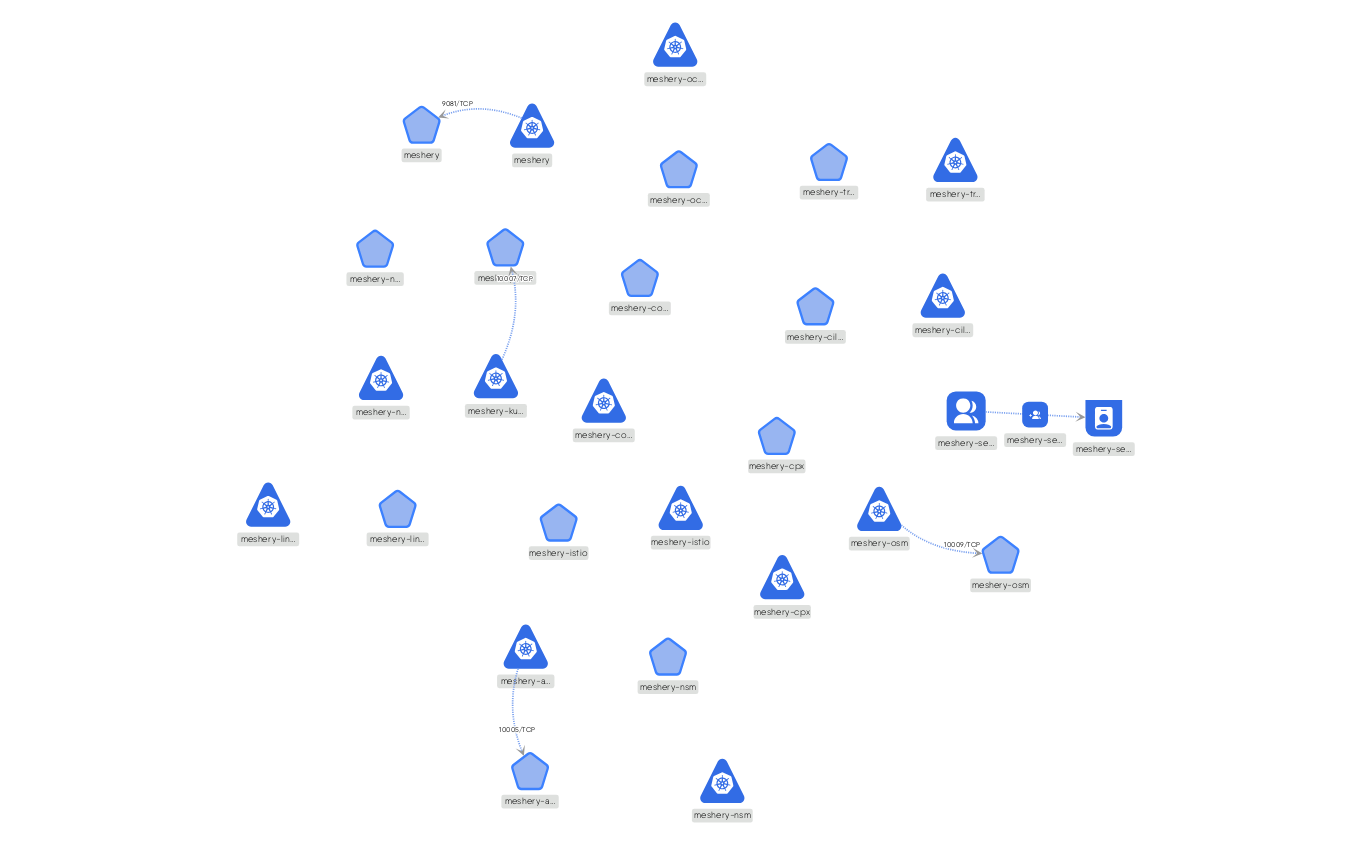 meshery-oc...
9081/TCP
meshery
meshery
meshery-oc...
meshery-tr...
meshery-tr...
meshery-n...
10007/TCP
meshery-co...
meshery-cil...
meshery-cil...
meshery-n...
meshery-ku...
meshery-co...
meshery-se...
meshery-se...
meshery-se...
meshery-cpx
meshery-lin...
meshery-lin...
meshery-istio
meshery-istio
meshery-osm
10009/TCP
meshery-osm
meshery-cpx
meshery-a...
meshery-nsm
10005/TCP
meshery-a...
meshery-nsm